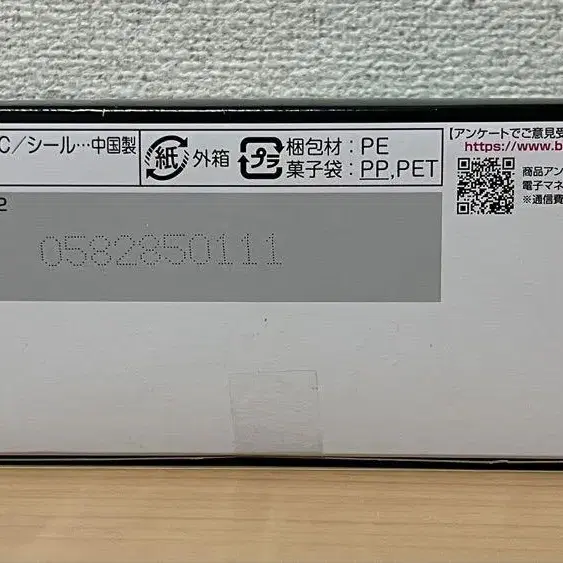 C／シール…中国製
紙 外箱
プラ 梱包材：PE
菓子袋：PP,PET
【アンケートでご意見受
https://www.b
商品アン
電子マネ
※通信費
2
0582850111